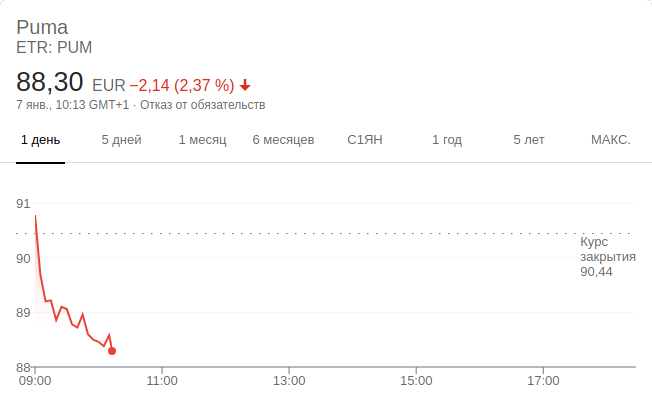 Puma
ETR: PUM
88,30 EUR −2,14 (2,37 %)
7 янв., 10:13 GMT+1 · Отказ от обязательств
1 день 5 дней 1 месяц 6 месяцев С1ЯН 1 год 5 лет МАКС.
91
Курс
закрытия
90,44
90
89
88
09:00 11:00 13:00 15:00 17:00